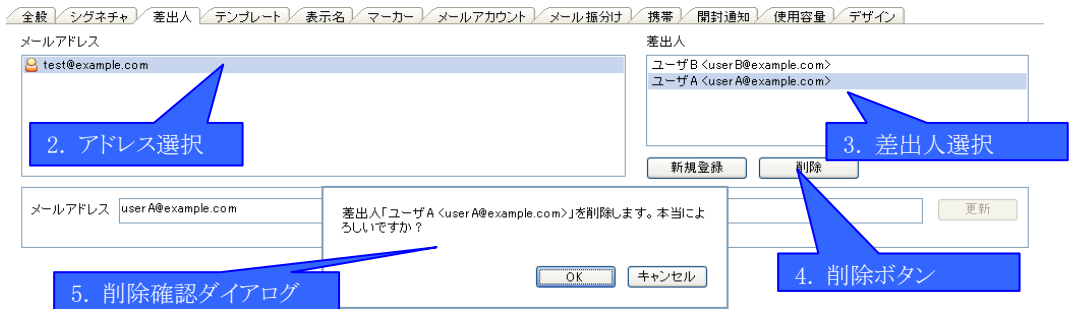 全般 シグネチャ 差出人 テンプレート 表示名 マーカー メールアカウント メール振分け 携帯 開封通知 使用容量 デザイン
メールアドレス
差出人
test@example.com
ユーザB <userB@example.com>
ユーザA <userA@example.com>
2. アドレス選択
3. 差出人選択
新規登録 削除
メールアドレス userA@example.com
更新
差出人「ユーザA <userA@example.com>」を削除します。本当によ
ろしいですか？
OK キャンセル
4. 削除ボタン
5. 削除確認ダイアログ